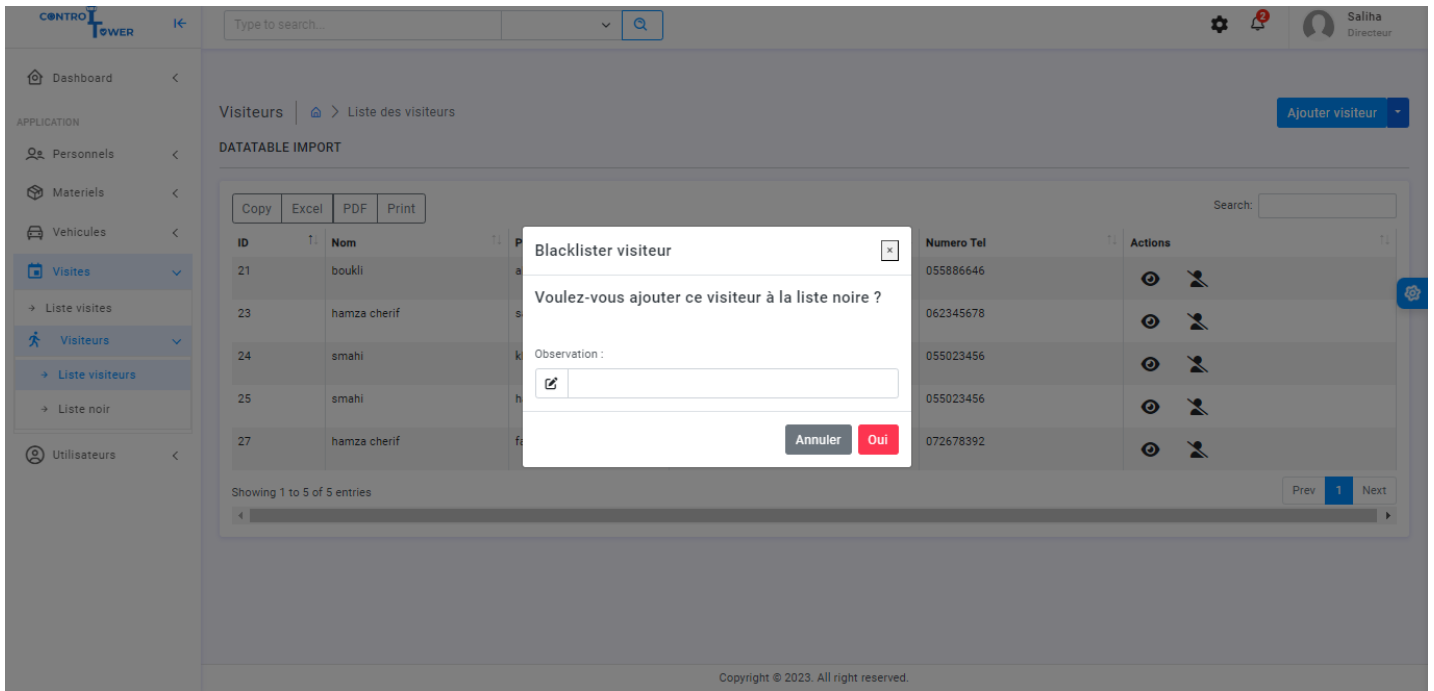 CONTROL TOWER
Type to search...
2
Saliha
Directeur
Dashboard
APPLICATION
Personnels
Materiels
Vehicules
Visites
Liste visites
Visiteurs
Liste visiteurs
Liste noir
Utilisateurs
Visiteurs Liste des visiteurs
Ajouter visiteur
DATATABLE IMPORT
Copy Excel PDF Print
Search:
ID Nom P Numero Tel Actions
21 boukli a 055886646
23 hamza cherif s 062345678
24 smahi k 055023456
25 smahi h 055023456
27 hamza cherif fa 072678392
Showing 1 to 5 of 5 entries
Prev 1 Next
Blacklister visiteur ×
Voulez-vous ajouter ce visiteur à la liste noire ?
Observation :
Annuler Oui
Copyright © 2023. All right reserved.